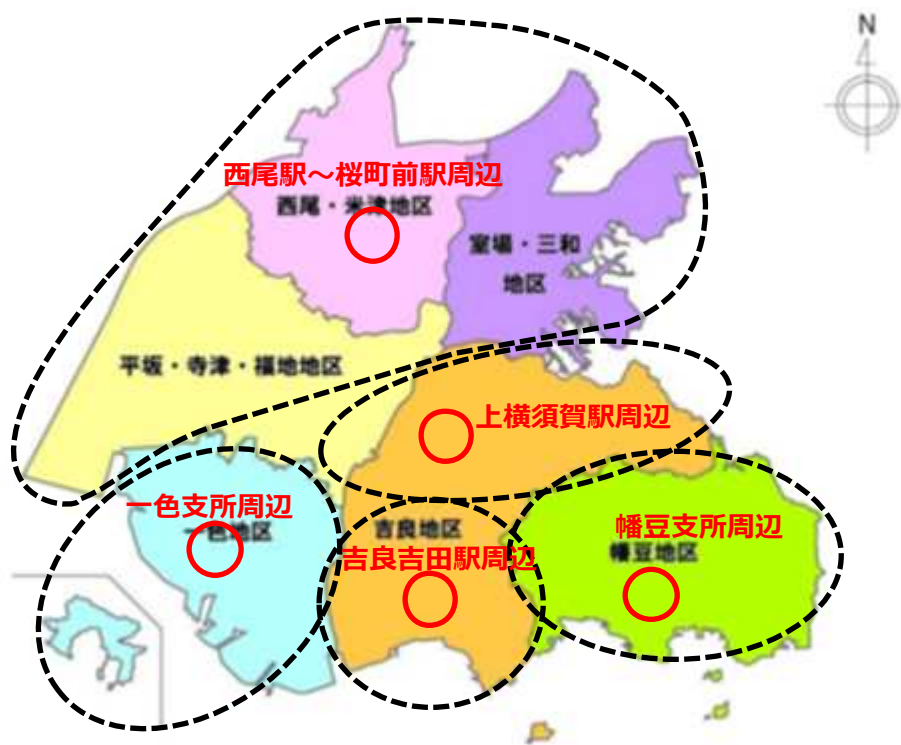 N
西尾駅～桜町前駅周辺
西尾・米津地区
室場・三和
地区
平坂・寺津・福地地区
上横須賀駅周辺
一色支所周辺
一色地区
吉良地区
吉良吉田駅周辺
幡豆支所周辺
幡豆地区